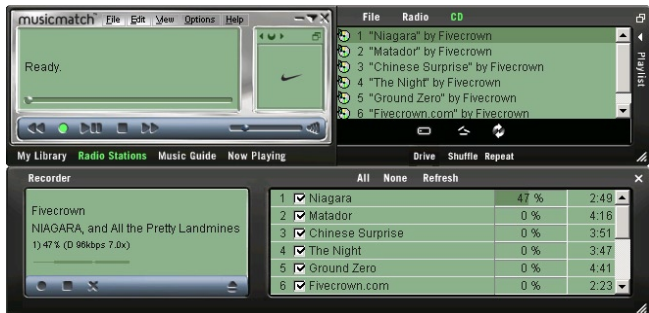 musicmatch File Edit View Options Help
Ready.
File Radio CD
1 "Niagara" by Fivecrown
2 "Matador" by Fivecrown
3 "Chinese Surprise" by Fivecrown
4 "The Night" by Fivecrown
5 "Ground Zero" by Fivecrown
6 "Fivecrown.com" by Fivecrown
Playlist
Drive Shuffle Repeat
My Library Radio Stations Music Guide Now Playing
Recorder
Fivecrown
NIAGARA, and All the Pretty Landmines
1) 47% (D 96kbps 7.0x)
All None Refresh
1 Niagara 47 % 2:49
2 Matador 0 % 4:16
3 Chinese Surprise 0 % 3:51
4 The Night 0 % 3:47
5 Ground Zero 0 % 4:41
6 Fivecrown.com 0 % 2:23